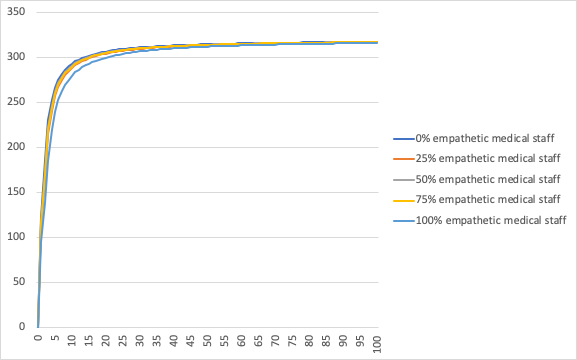 350
300
250
200
150
100
50
0
0 5 10 15 20 25 30 35 40 45 50 55 60 65 70 75 80 85 90 95 100
0% empathetic medical staff
25% empathetic medical staff
50% empathetic medical staff
75% empathetic medical staff
100% empathetic medical staff